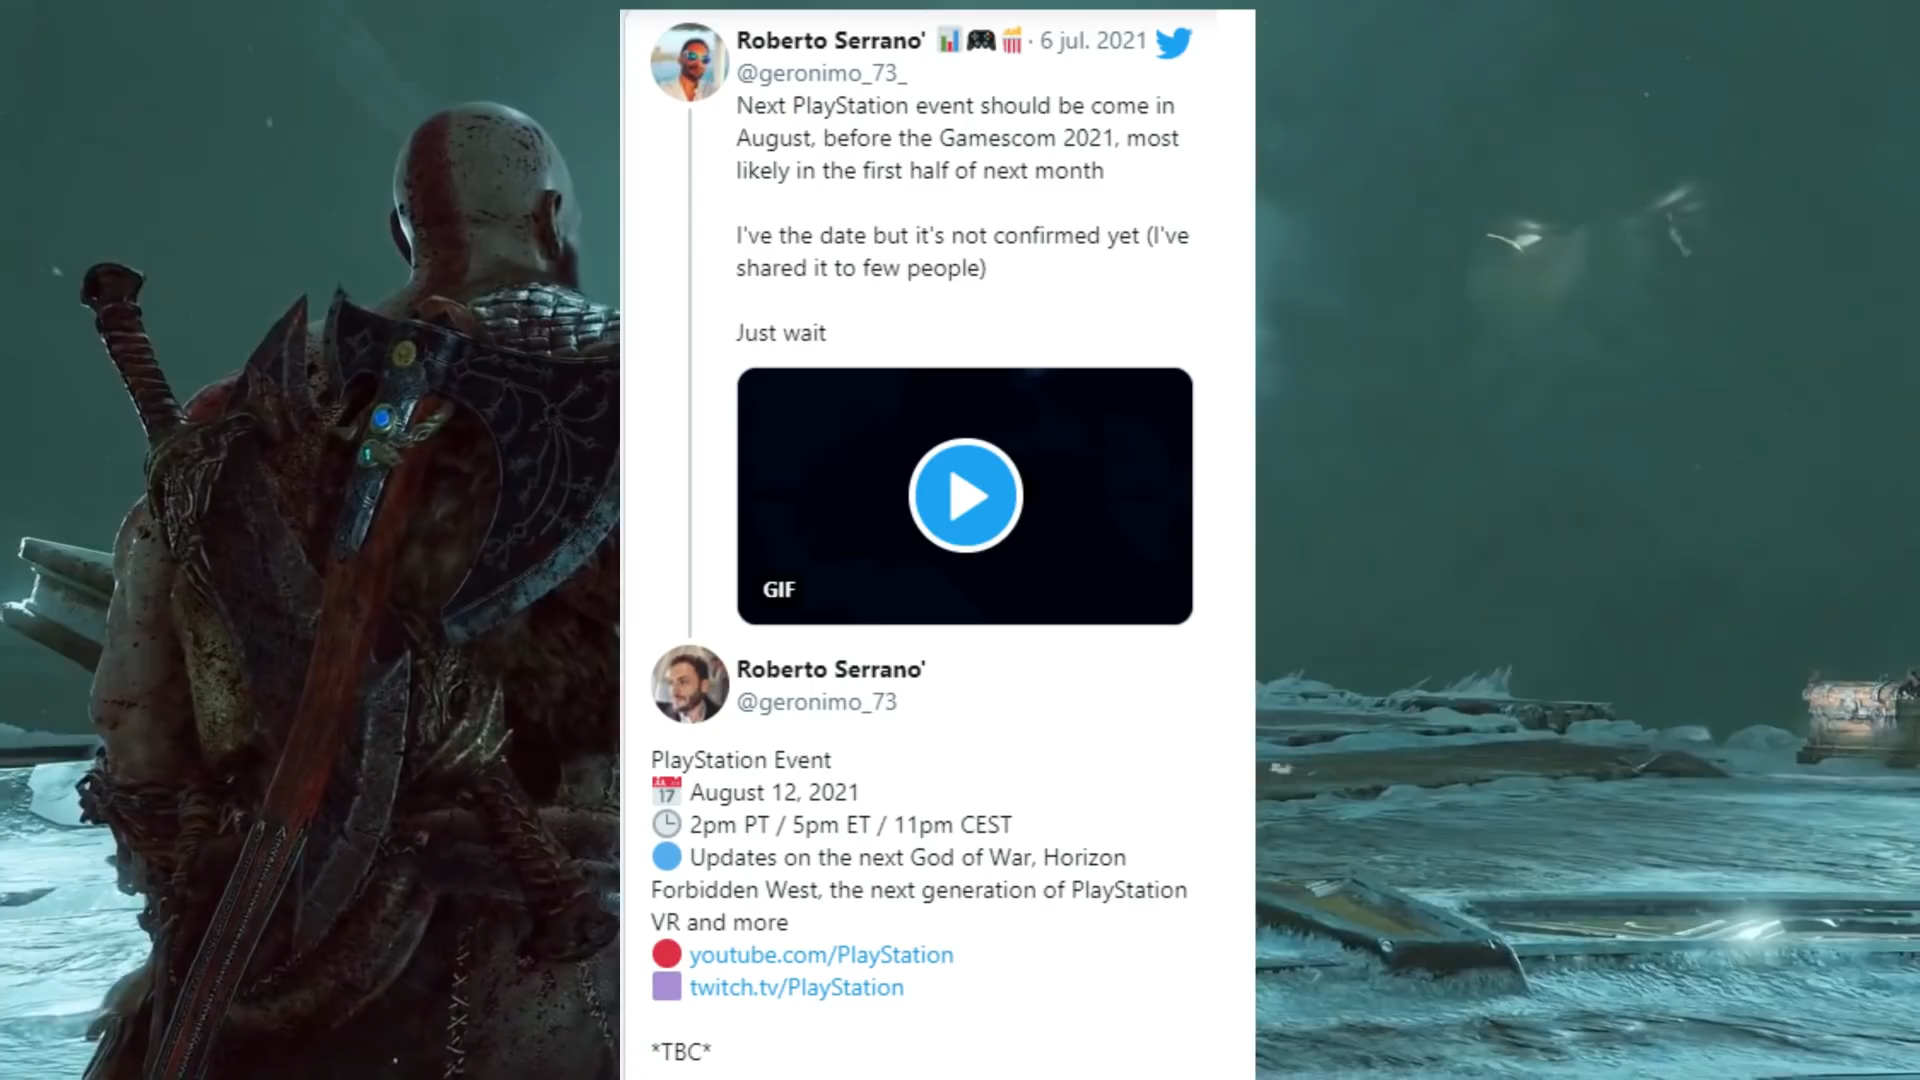 Roberto Serrano' 📊🎮🍿 · 6 jul. 2021
@geronimo_73_
Next PlayStation event should be come in
August, before the Gamescom 2021, most
likely in the first half of next month
I've the date but it's not confirmed yet (I've
shared it to few people)
Just wait
GIF
Roberto Serrano'
@geronimo_73
PlayStation Event
📅 August 12, 2021
🕒 2pm PT / 5pm ET / 11pm CEST
🔵 Updates on the next God of War, Horizon
Forbidden West, the next generation of PlayStation
VR and more
🔴 youtube.com/PlayStation
🟪 twitch.tv/PlayStation
*TBC*